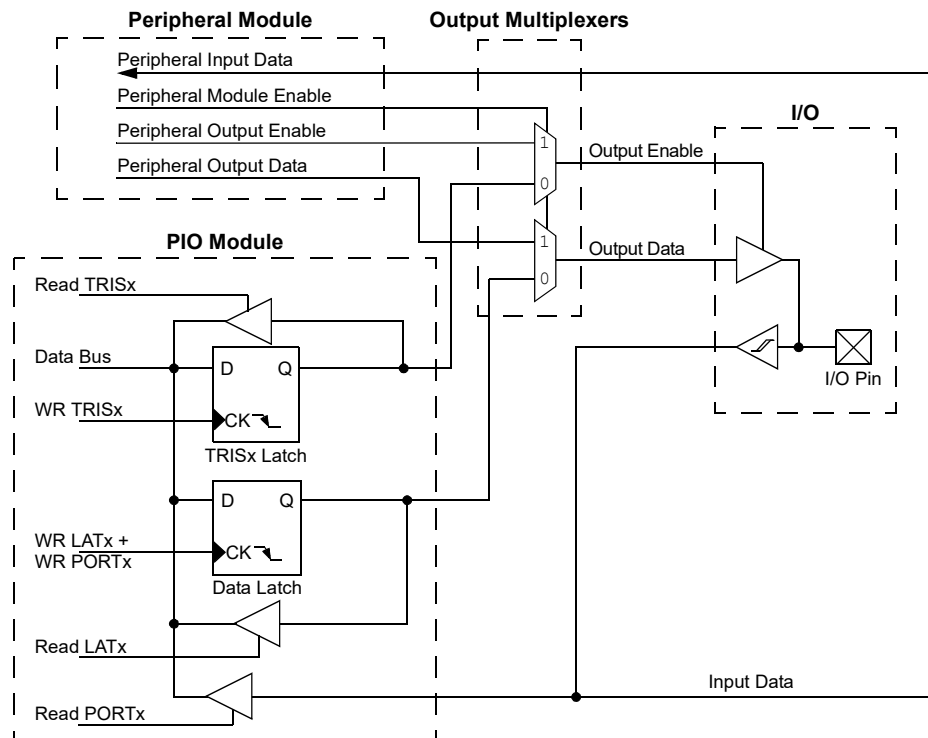 Peripheral Module
Output Multiplexers
Peripheral Input Data
Peripheral Module Enable
Peripheral Output Enable
Peripheral Output Data
1
0
Output Enable
I/O
1
0
Output Data
PIO Module
Read TRISx
Data Bus
D Q
WR TRISx
CK
TRISx Latch
I/O Pin
D Q
WR LATx +
WR PORTx
CK
Data Latch
Read LATx
Read PORTx
Input Data